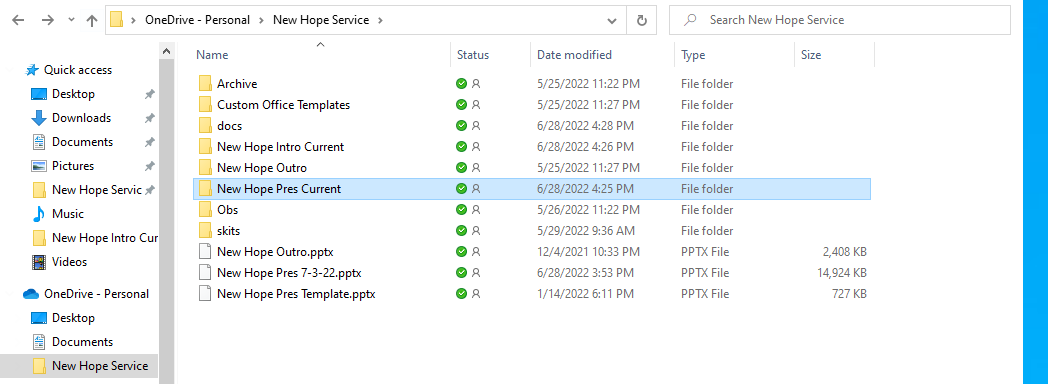 OneDrive - Personal New Hope Service Search New Hope Service
Name Status Date modified Type Size
Quick access
Desktop
Downloads
Documents
Pictures
New Hope Servic
Music
New Hope Intro Cur
Videos
OneDrive - Personal
Desktop
Documents
New Hope Service
Archive 5/25/2022 11:22 PM File folder
Custom Office Templates 5/25/2022 11:27 PM File folder
docs 6/28/2022 4:28 PM File folder
New Hope Intro Current 6/28/2022 4:26 PM File folder
New Hope Outro 5/25/2022 11:27 PM File folder
New Hope Pres Current 6/28/2022 4:25 PM File folder
Obs 5/26/2022 11:22 PM File folder
skits 5/29/2022 9:36 AM File folder
New Hope Outro.pptx 12/4/2021 10:33 PM PPTX File 2,408 KB
New Hope Pres 7-3-22.pptx 6/28/2022 3:53 PM PPTX File 14,924 KB
New Hope Pres Template.pptx 1/14/2022 6:11 PM PPTX File 727 KB